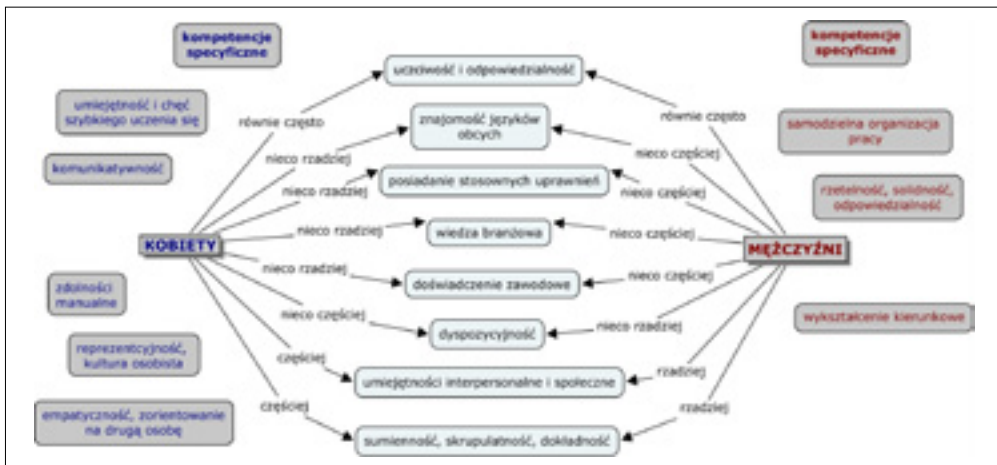 kompetencje
specyficzne
kompetencje
specyficzne
uczciwość i odpowiedzialność
umiejętność i chęć
szybkiego uczenia się
równie często
równie często
znajomość języków
obcych
samodzielna organizacja
pracy
komunikatywność
nieco rzadziej
nieco częściej
posiadanie stosownych uprawnień
nieco rzadziej
nieco częściej
rzetelność, solidność,
odpowiedzialność
KOBIETY
nieco rzadziej
wiedza branżowa
nieco częściej
MĘŻCZYŹNI
nieco rzadziej
nieco częściej
doświadczenie zawodowe
zdolności
manualne
nieco częściej
dyspozycyjność
nieco rzadziej
wykształcenie kierunkowe
reprezentcyjność,
kultura osobista
częściej
rzadziej
umiejętności interpersonalne i społeczne
empatyczność, zorientowanie
na drugą osobę
częściej
rzadziej
sumienność, skrupulatność, dokładność